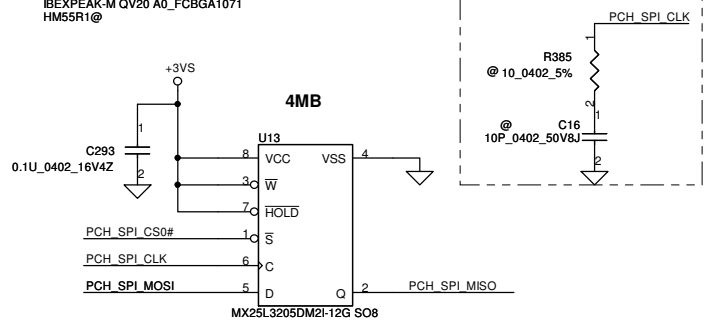 IBEXPEAK-M QV20 A0_FCBGA1071
HM55R1@
PCH_SPI_CLK
1
R385
@ 10_0402_5%
2
1
@
C16
10P_0402_50V8J
2
+3VS
4MB
1
C293
0.1U_0402_16V4Z
2
U13
8 VCC VSS 4
3 W
7 HOLD
PCH_SPI_CS0# 1 S
PCH_SPI_CLK 6 C
PCH_SPI_MOSI 5 D Q 2 PCH_SPI_MISO
MX25L3205DM2I-12G SO8